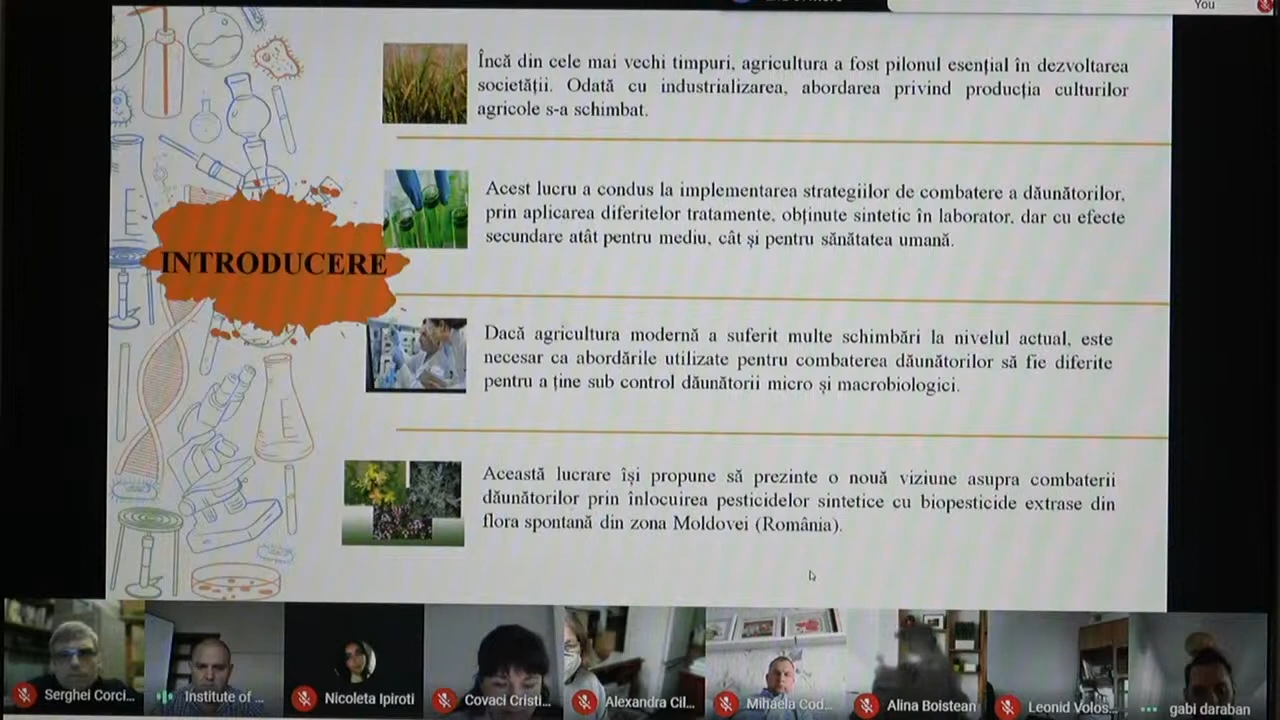 You
Încă din cele mai vechi timpuri, agricultura a fost pilonul esențial în dezvoltarea
societății. Odată cu industrializarea, abordarea privind producția culturilor
agricole s-a schimbat.
Acest lucru a condus la implementarea strategiilor de combatere a dăunătorilor,
prin aplicarea diferitelor tratamente, obținute sintetic în laborator, dar cu efecte
secundare atât pentru mediu, cât și pentru sănătatea umană.
INTRODUCERE
Dacă agricultura modernă a suferit multe schimbări la nivelul actual, este
necesar ca abordările utilizate pentru combaterea dăunătorilor să fie diferite
pentru a ține sub control dăunătorii micro și macrobiologici.
Această lucrare își propune să prezinte o nouă viziune asupra combaterii
dăunătorilor prin înlocuirea pesticidelor sintetice cu biopesticide extrase din
flora spontană din zona Moldovei (România).
Serghei Corci...
Institute of ...
Nicoleta Ipiroti
Covaci Cristi...
Alexandra Cil...
Mihaela Cod...
Alina Boistean
Leonid Volos...
gabi daraban